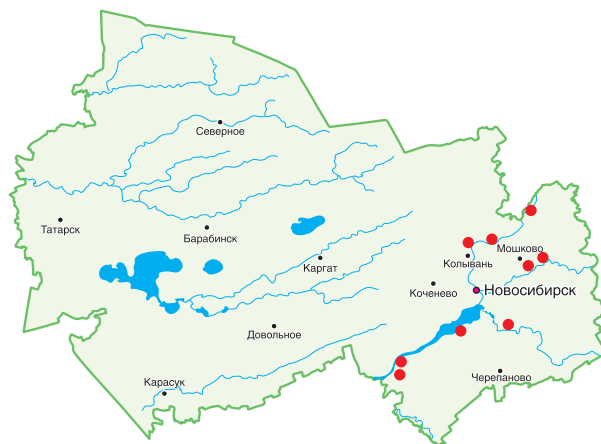 Северное
Татарск
Барабинск
Мошково
Колывань
Каргат
Коченево
Новосибирск
Довольное
Черепаново
Карасук